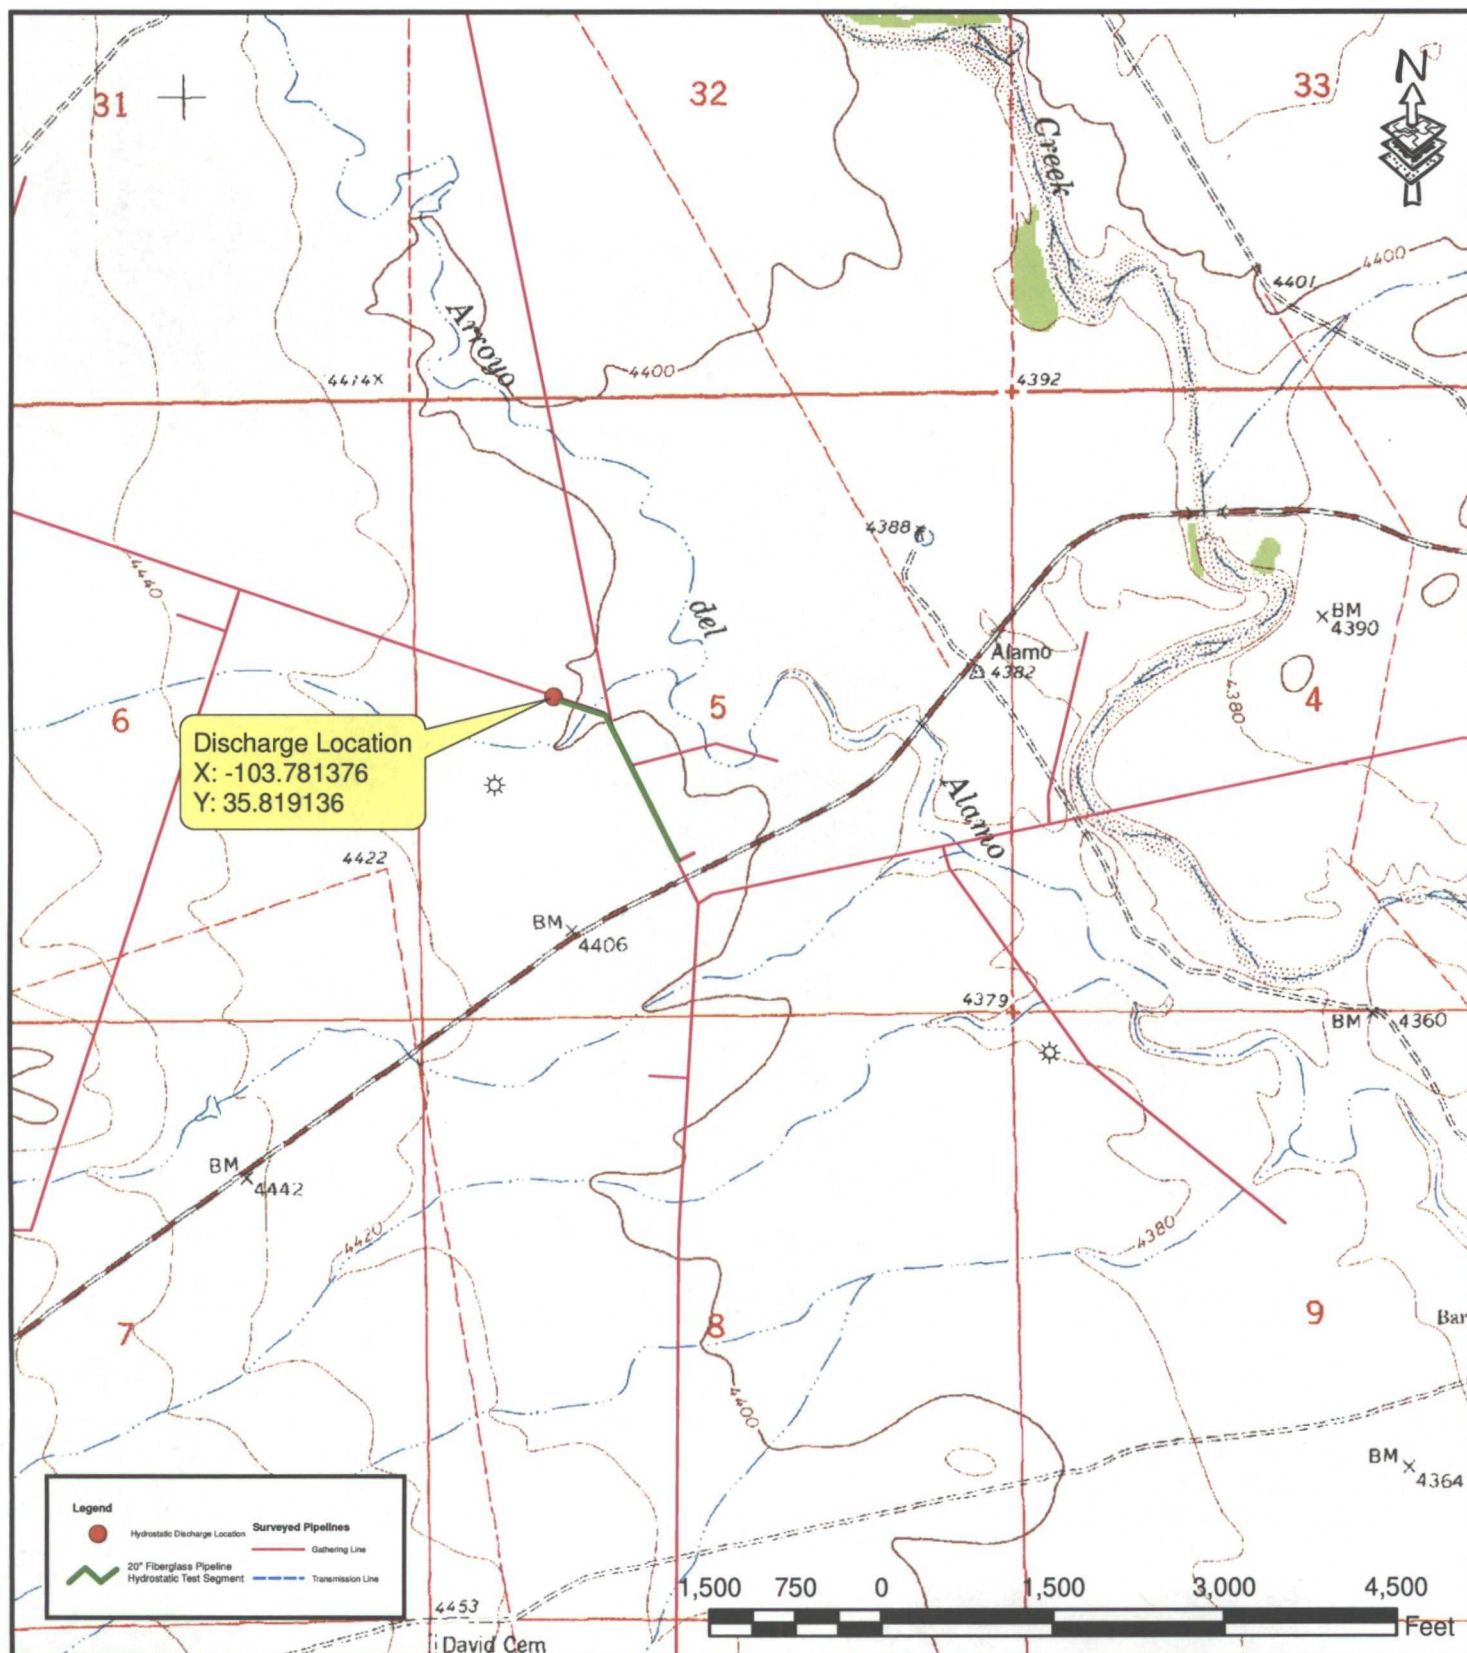 31
32
33
N
Creek
4401
4400
Arroyo
4400
4414×
4392
4388
4440
del
BM
4390
Alamo
4382
4380
6
5
4
Discharge Location
X: -103.781376
Y: 35.819136
Alamo
4422
BM
4406
4379
BM
4360
BM
4442
4420
4380
7
8
9
Bar
4400
BM
4364
Legend
Hydrostatic Discharge Location
20" Fiberglass Pipeline
Hydrostatic Test Segment
Surveyed Pipelines
Gathering Line
Transmission Line
1,500 750 0 1,500 3,000 4,500
Feet
4453
David Cem